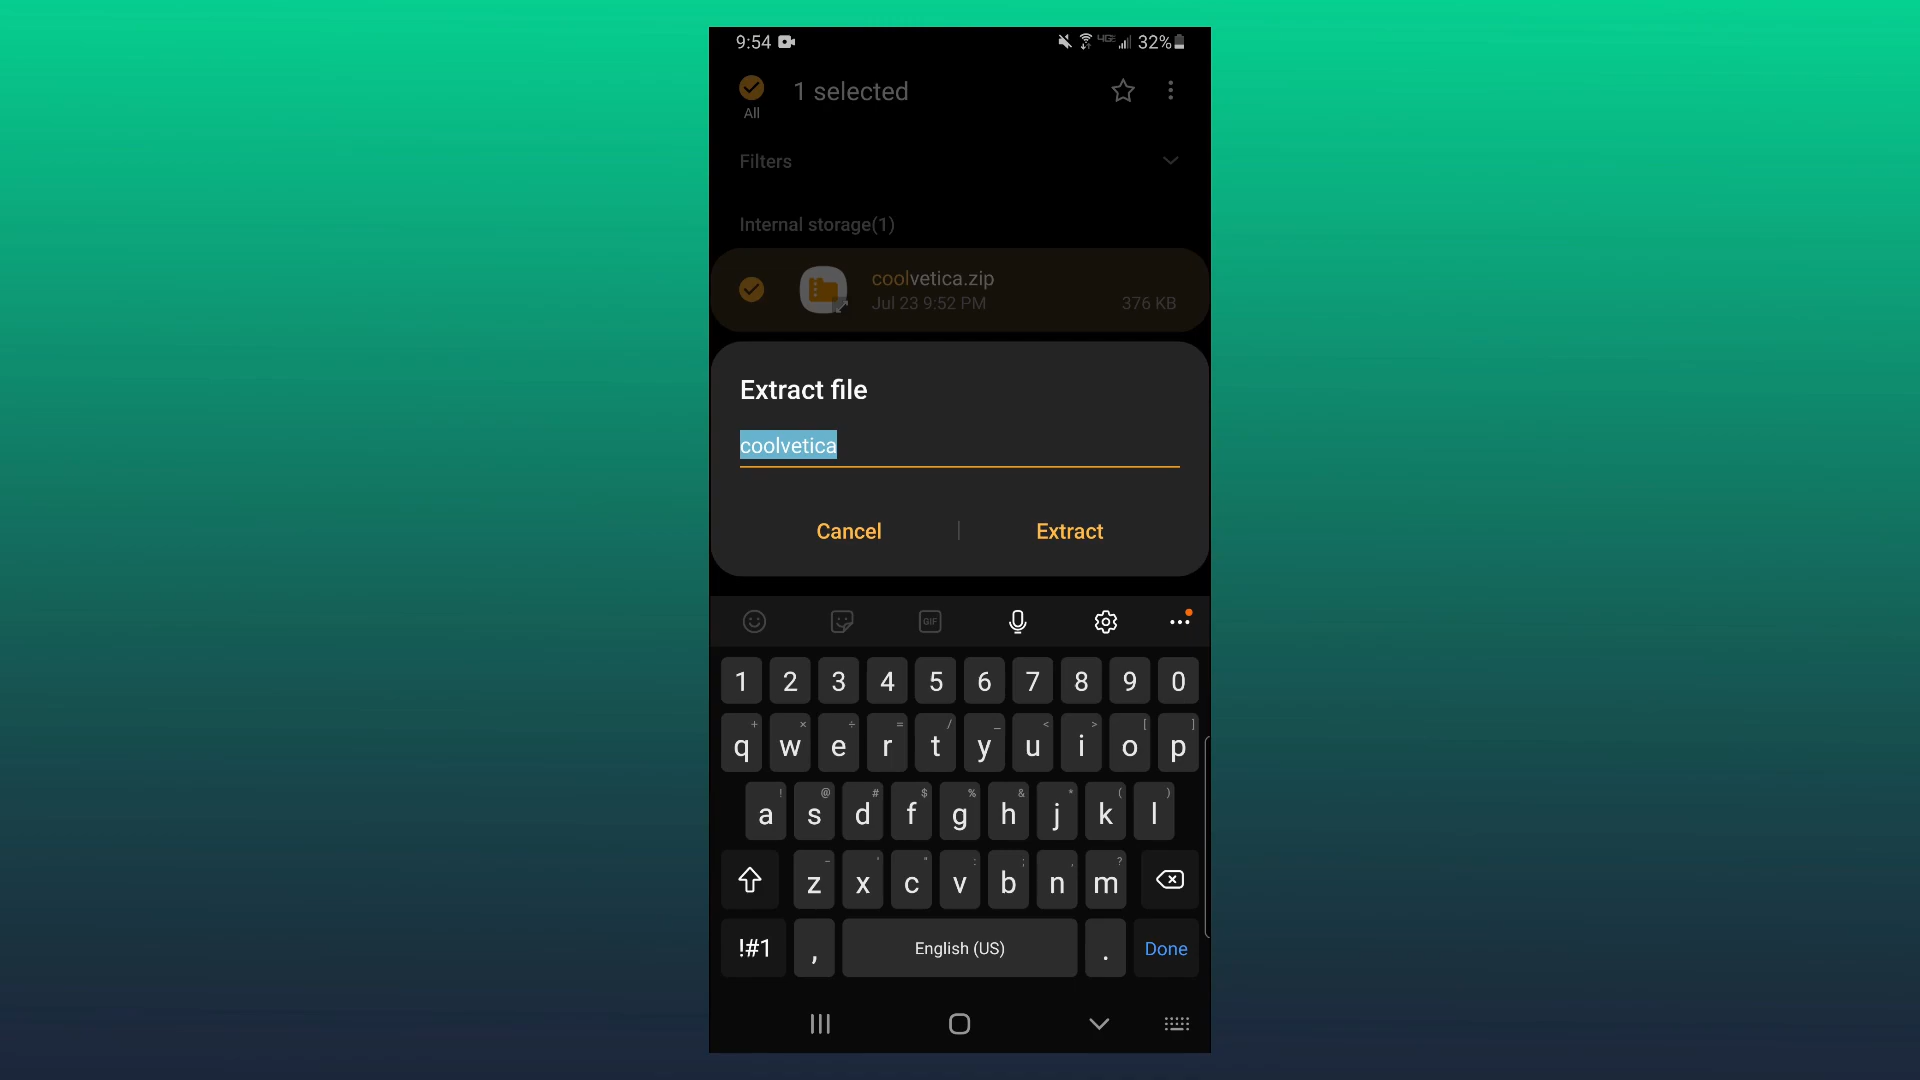 9:54 4GE 32%
1 selected
All
Filters
Internal storage(1)
coolvetica.zip
Jul 23 9:52 PM 376 KB
Extract file
coolvetica
Cancel | Extract
GIF
1 2 3 4 5 6 7 8 9 0
+ × ÷ = / _ < > [ ]
q w e r t y u i o p
! @ # $ % & * ( )
a s d f g h j k l
- ' " : ; , ?
z x c v b n m
!#1 , English (US) . Done